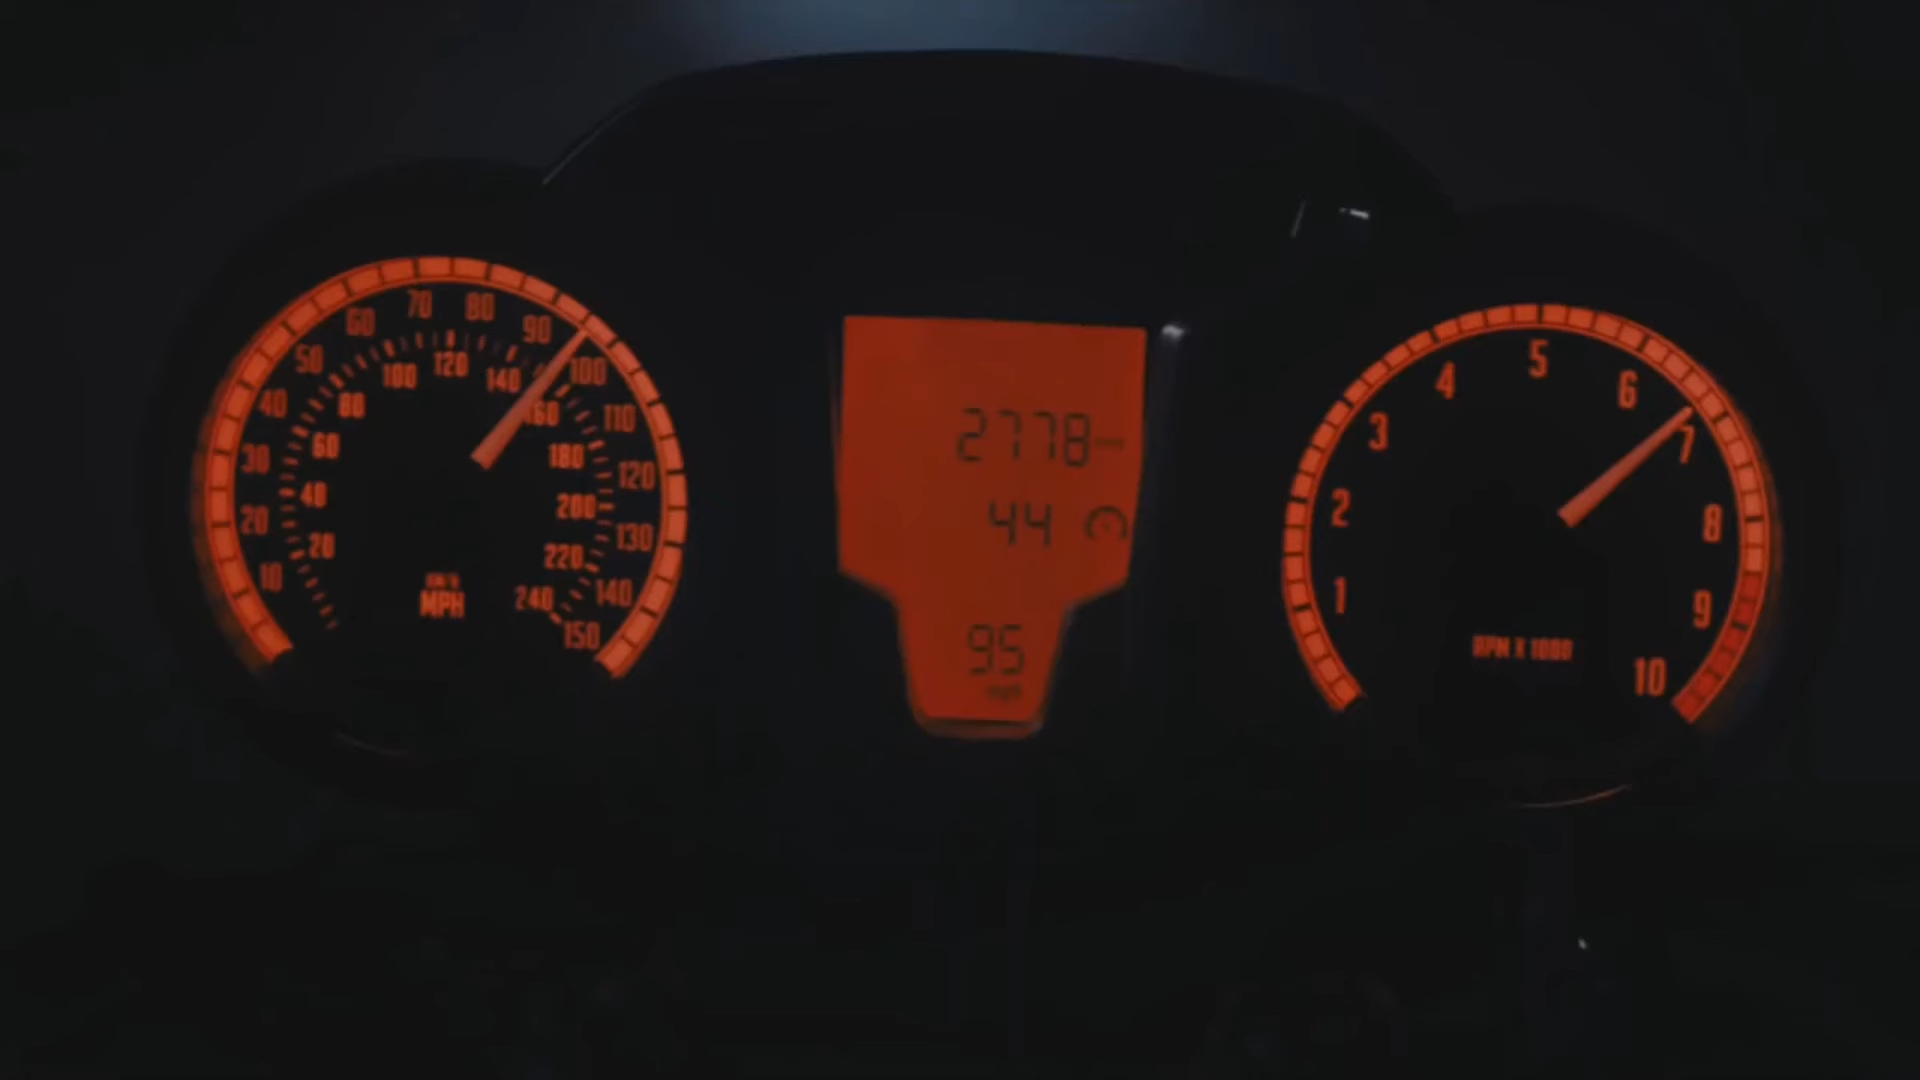 10 20 30 40 50 60 70 80 90 100 110 120 130 140 150
20 40 60 80 100 120 140 160 180 200 220 240
MPH
2778
44
95
1 2 3 4 5 6 7 8 9 10
RPM X 1000